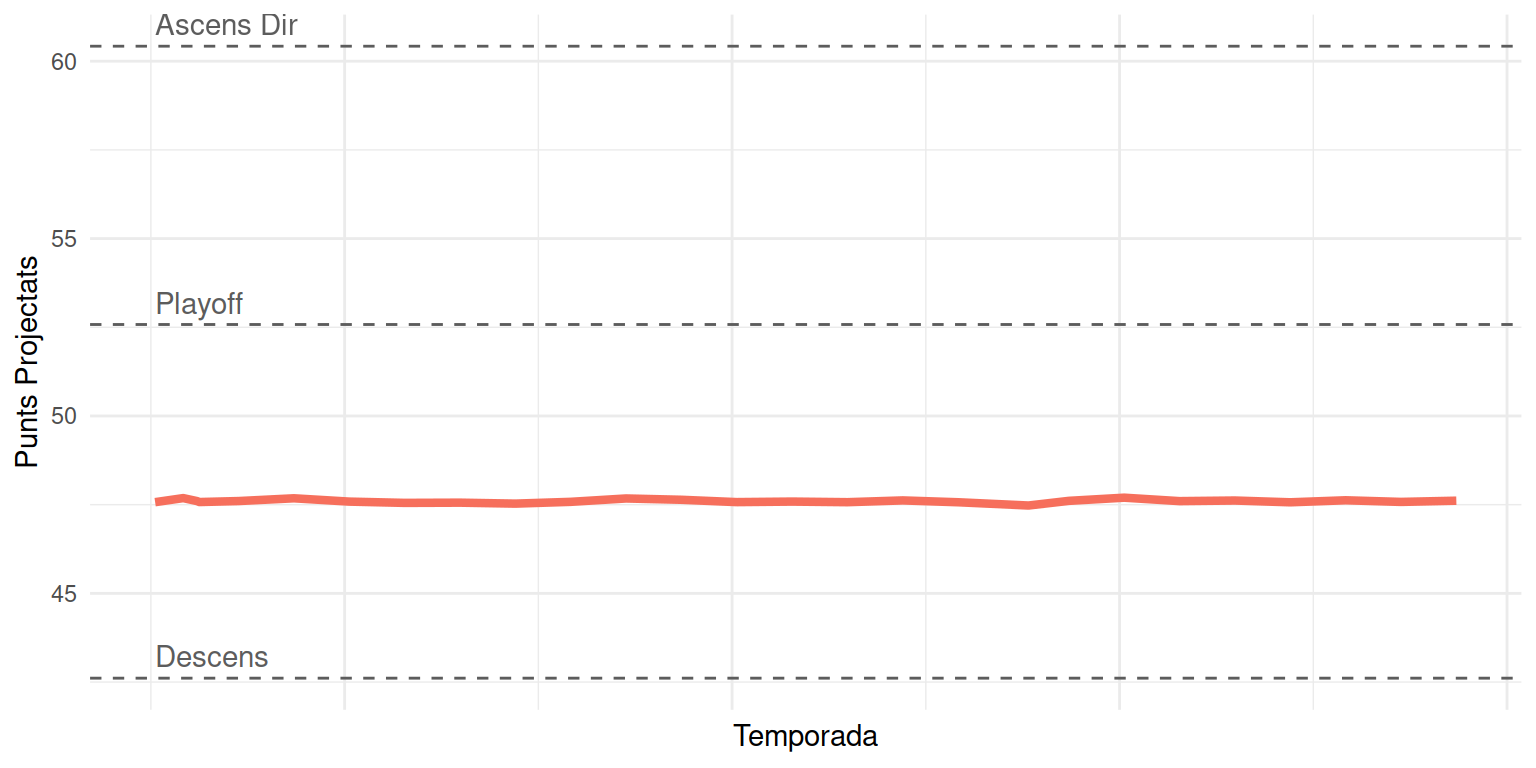 Ascens Dir
60
55
Playoff
50
45
Descens
Punts Projectats
Temporada